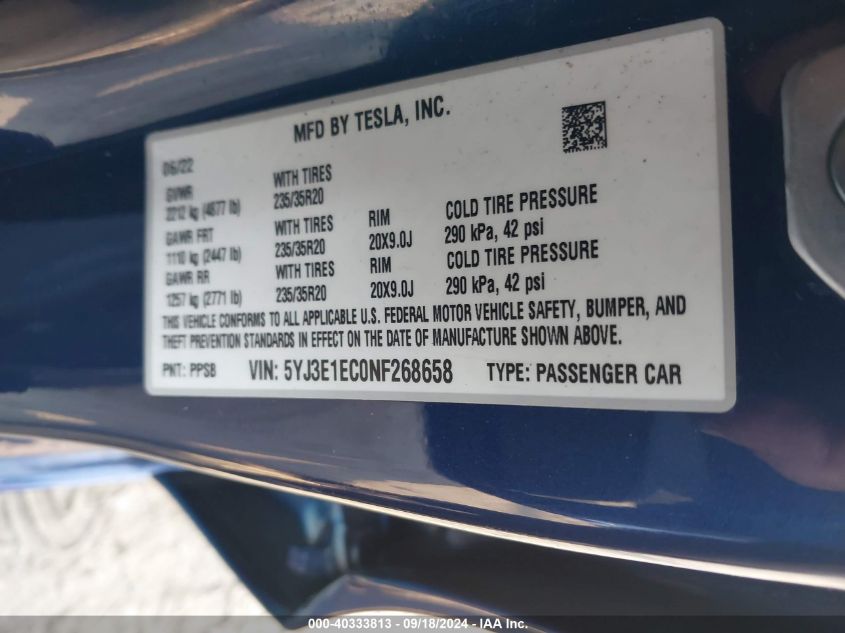 MFD BY TESLA, INC.
06/22
GVWR WITH TIRES
2212 kg (4877 lb) 235/35R20
GAWR FRT WITH TIRES RIM COLD TIRE PRESSURE
1110 kg (2447 lb) 235/35R20 20X9.0J 290 kPa, 42 psi
GAWR RR WITH TIRES RIM COLD TIRE PRESSURE
1257 kg (2771 lb) 235/35R20 20X9.0J 290 kPa, 42 psi
THIS VEHICLE CONFORMS TO ALL APPLICABLE U.S. FEDERAL MOTOR VEHICLE SAFETY, BUMPER, AND
THEFT PREVENTION STANDARDS IN EFFECT ON THE DATE OF MANUFACTURE SHOWN ABOVE.
PNT: PPSB VIN: 5YJ3E1EC0NF268658 TYPE: PASSENGER CAR
000-40333813 - 09/18/2024 - IAA Inc.